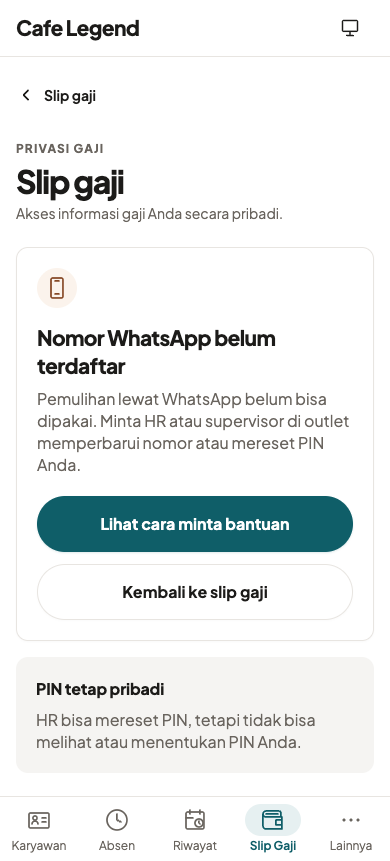 Cafe Legend
Slip gaji
PRIVASI GAJI
Slip gaji
Akses informasi gaji Anda secara pribadi.
Nomor WhatsApp belum
terdaftar
Pemulihan lewat WhatsApp belum bisa
dipakai. Minta HR atau supervisor di outlet
memperbarui nomor atau mereset PIN
Anda.
Lihat cara minta bantuan
Kembali ke slip gaji
PIN tetap pribadi
HR bisa mereset PIN, tetapi tidak bisa
melihat atau menentukan PIN Anda.
Karyawan
Absen
Riwayat
Slip Gaji
Lainnya